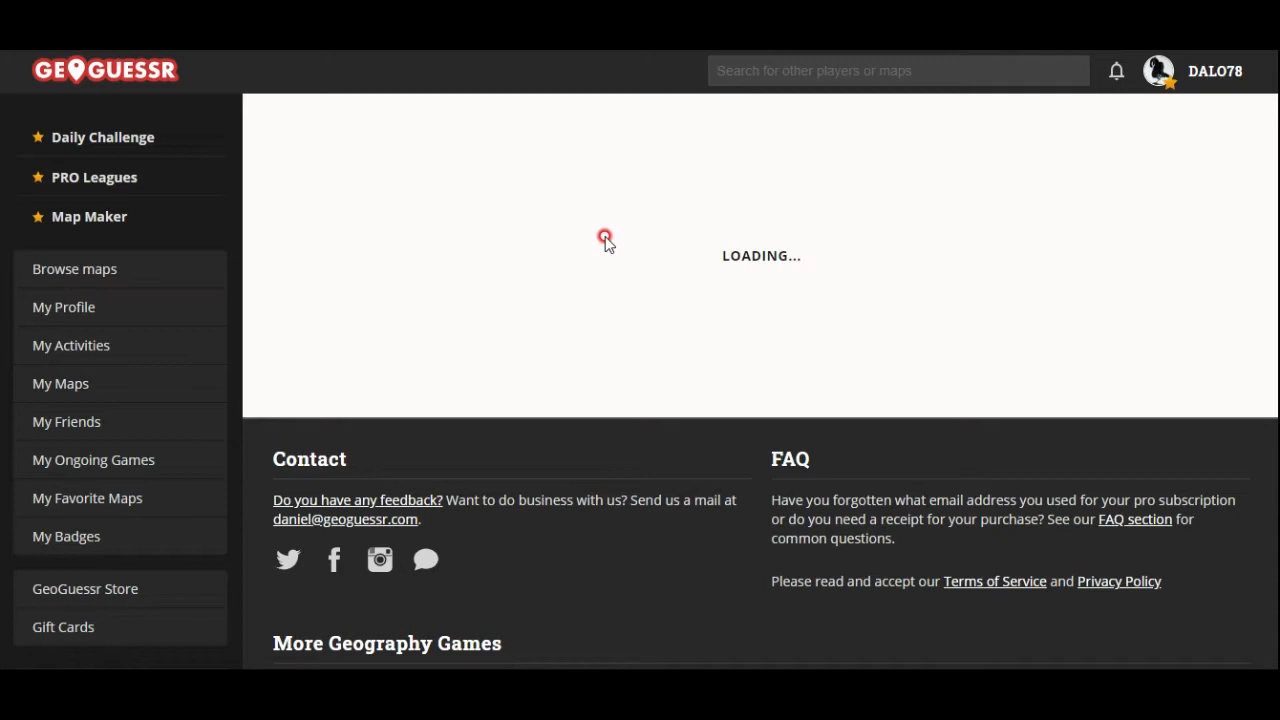 GEOGUESSR
Search for other players or maps
DALO78
Daily Challenge
PRO Leagues
Map Maker
Browse maps
My Profile
My Activities
My Maps
My Friends
My Ongoing Games
My Favorite Maps
My Badges
GeoGuessr Store
Gift Cards
LOADING...
Contact
Do you have any feedback? Want to do business with us? Send us a mail at
daniel@geoguessr.com.
FAQ
Have you forgotten what email address you used for your pro subscription
or do you need a receipt for your purchase? See our FAQ section for
common questions.
Please read and accept our Terms of Service and Privacy Policy
More Geography Games